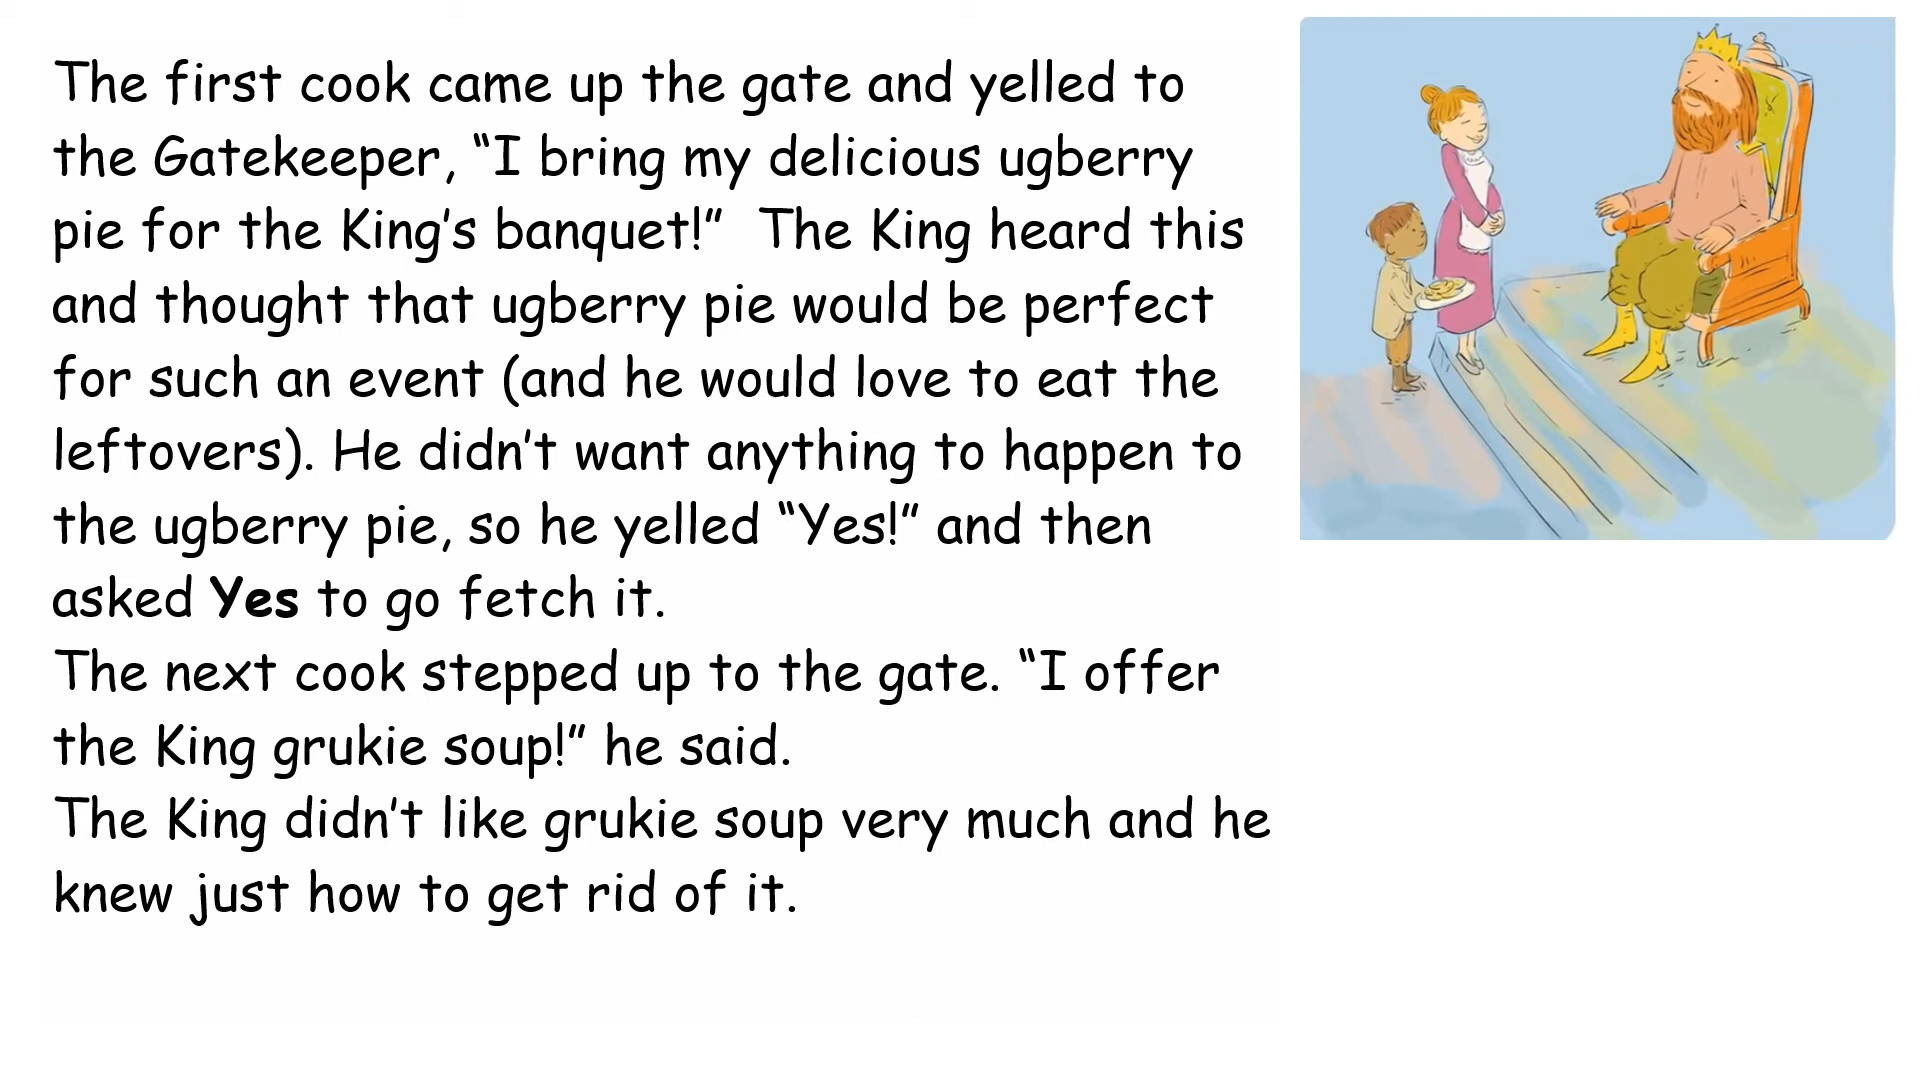 The first cook came up the gate and yelled to
the Gatekeeper, “I bring my delicious ugberry
pie for the King’s banquet!”  The King heard this
and thought that ugberry pie would be perfect
for such an event (and he would love to eat the
leftovers). He didn’t want anything to happen to
the ugberry pie, so he yelled “Yes!” and then
asked Yes to go fetch it.
The next cook stepped up to the gate. “I offer
the King grukie soup!” he said.
The King didn’t like grukie soup very much and he
knew just how to get rid of it.